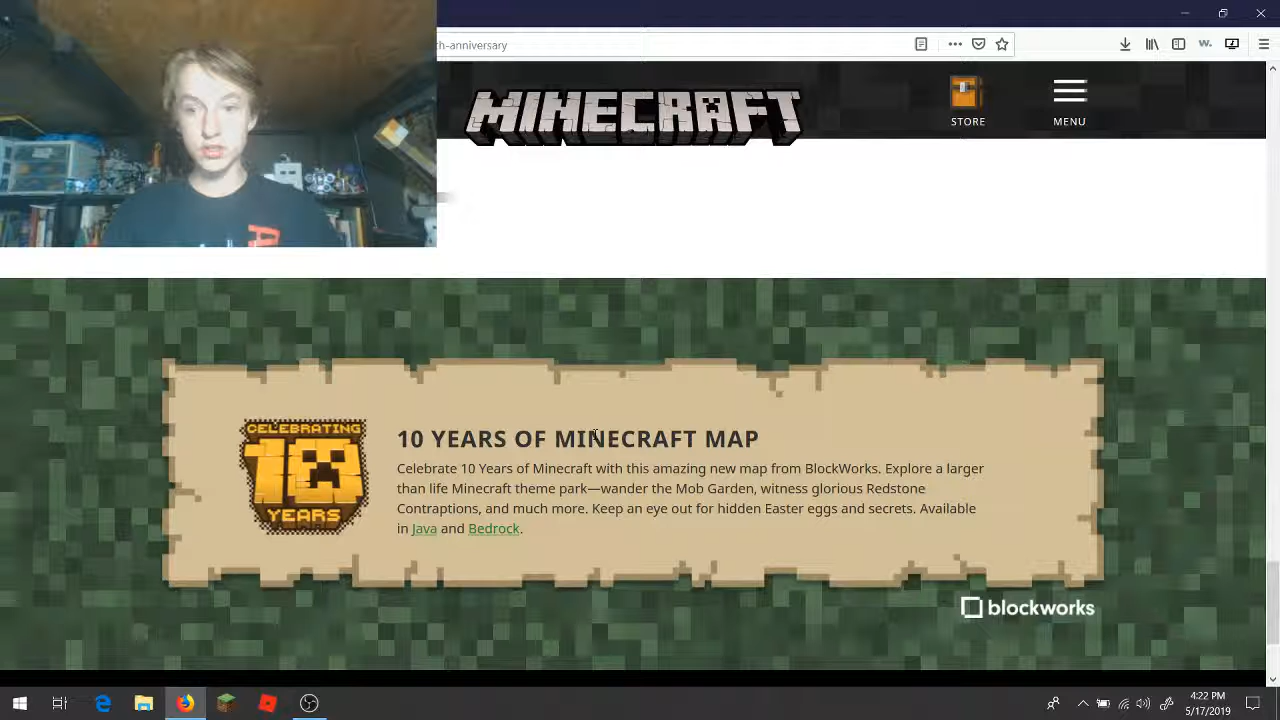 h-anniversary
W.
MINECRAFT
STORE
MENU
A
CELEBRATING
10
YEARS
10 YEARS OF MINECRAFT MAP
Celebrate 10 Years of Minecraft with this amazing new map from BlockWorks. Explore a larger
than life Minecraft theme park—wander the Mob Garden, witness glorious Redstone
Contraptions, and much more. Keep an eye out for hidden Easter eggs and secrets. Available
in Java and Bedrock.
blockworks
4:22 PM
5/17/2019